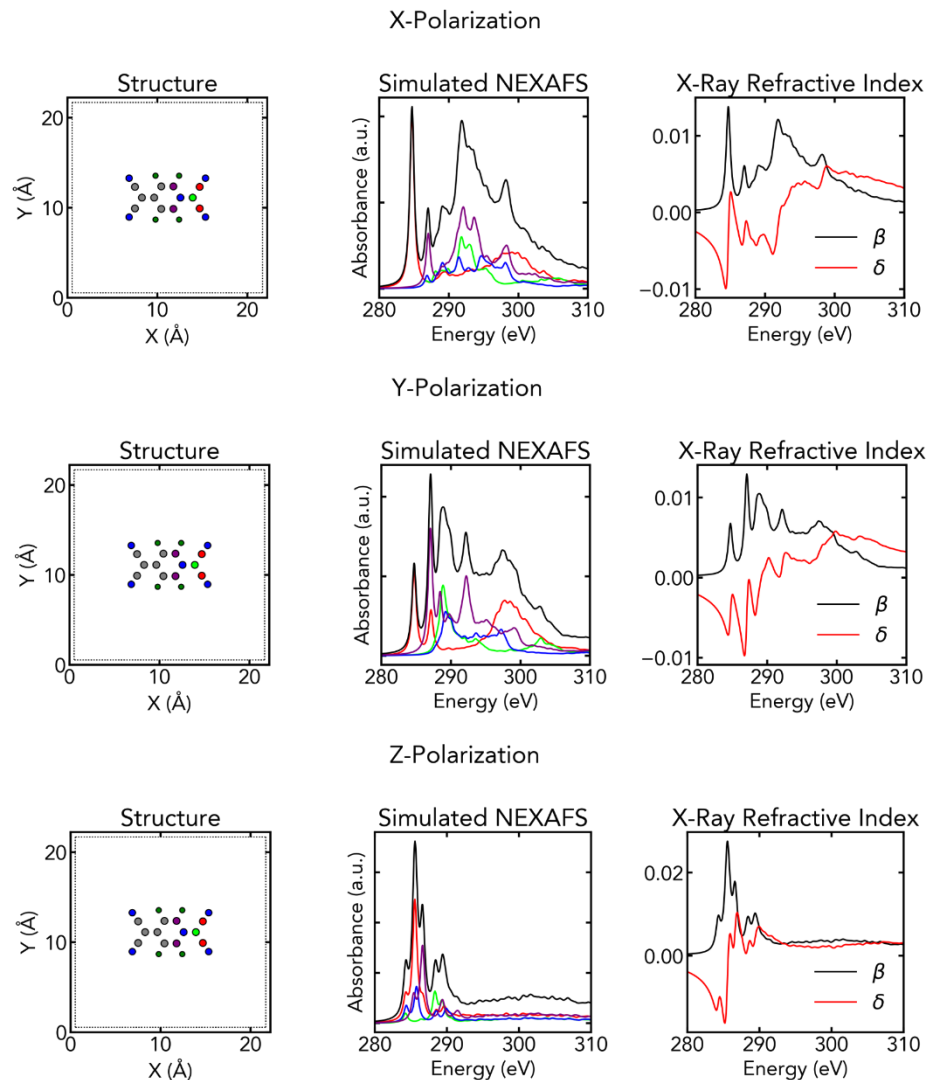 X-Polarization
Structure
Simulated NEXAFS
X-Ray Refractive Index
20
10
0
Y (Å)
0
10
20
X (Å)
Absorbance (a.u.)
280
290
300
310
Energy (eV)
0.01
0.00
−0.01
β
δ
280
290
300
310
Energy (eV)
Y-Polarization
Structure
Simulated NEXAFS
X-Ray Refractive Index
20
10
0
Y (Å)
0
10
20
X (Å)
Absorbance (a.u.)
280
290
300
310
Energy (eV)
0.01
0.00
−0.01
β
δ
280
290
300
310
Energy (eV)
Z-Polarization
Structure
Simulated NEXAFS
X-Ray Refractive Index
20
10
0
Y (Å)
0
10
20
X (Å)
Absorbance (a.u.)
280
290
300
310
Energy (eV)
0.02
0.00
β
δ
280
290
300
310
Energy (eV)